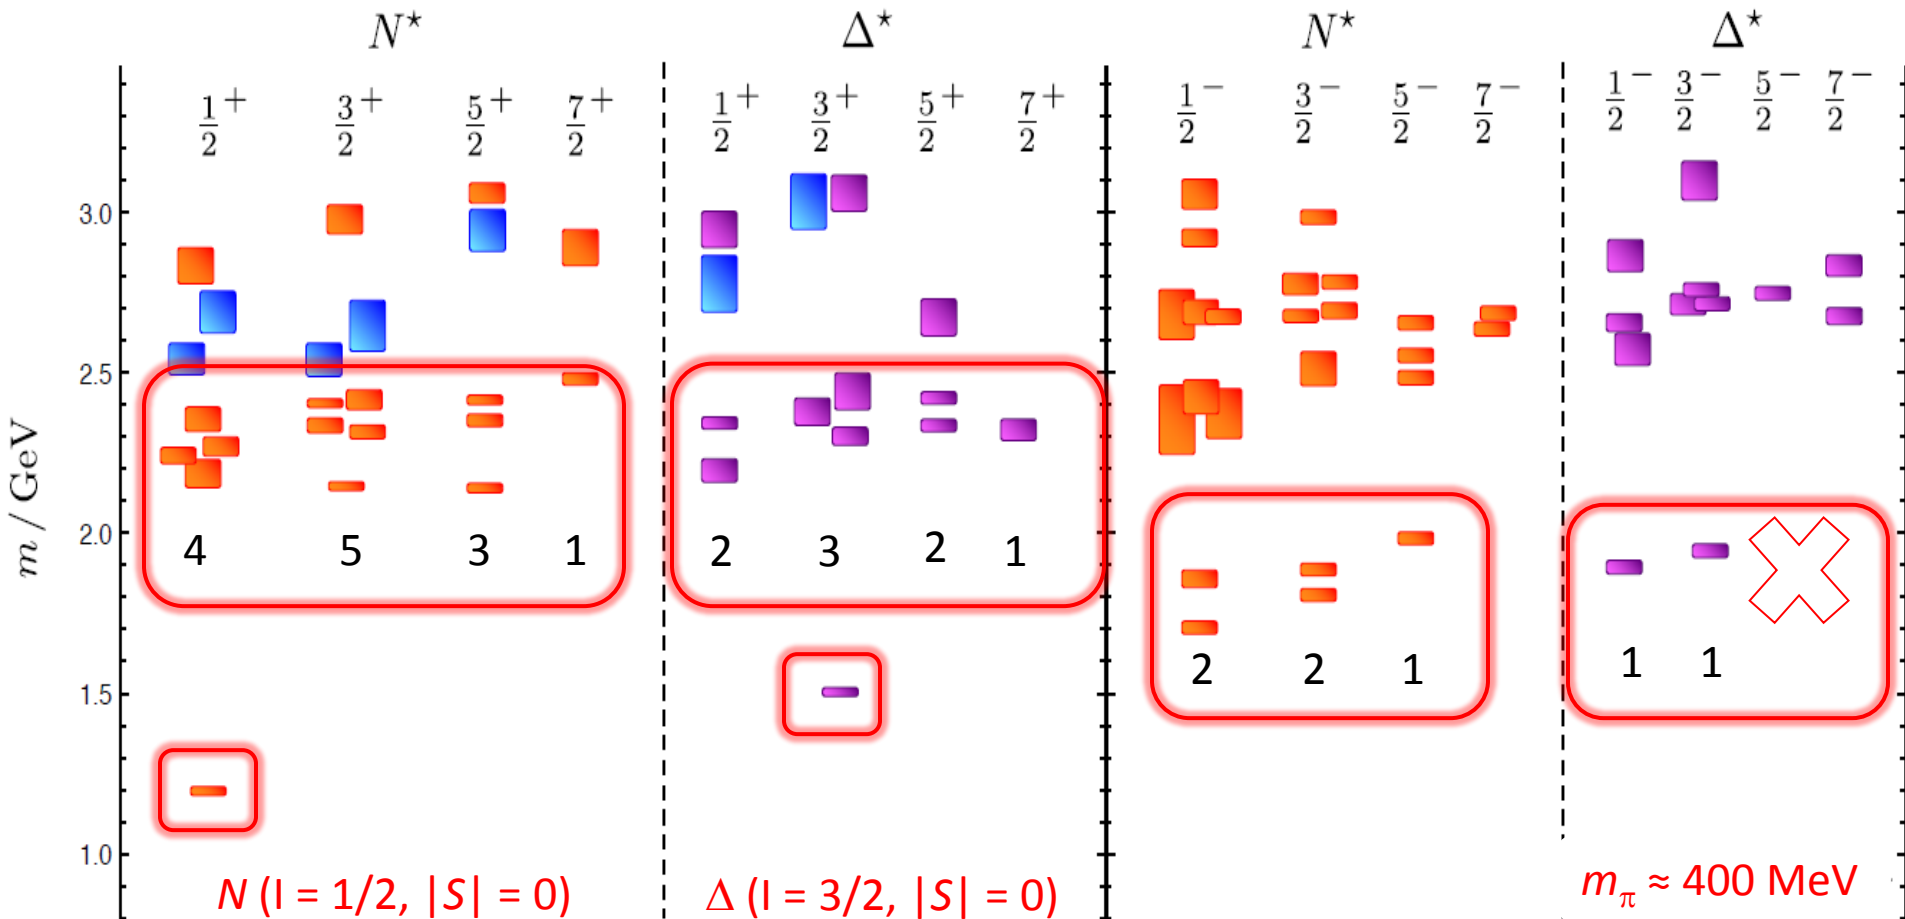 N⋆ Δ⋆ N⋆ Δ⋆
1/2+ 3/2+ 5/2+ 7/2+ 1/2+ 3/2+ 5/2+ 7/2+ 1/2− 3/2− 5/2− 7/2− 1/2− 3/2− 5/2− 7/2−
3.0
2.5
2.0
1.5
1.0
m / GeV
4 5 3 1 2 3 2 1
2 2 1 1 1
N (I = 1/2, |S| = 0) Δ (I = 3/2, |S| = 0) mπ ≈ 400 MeV